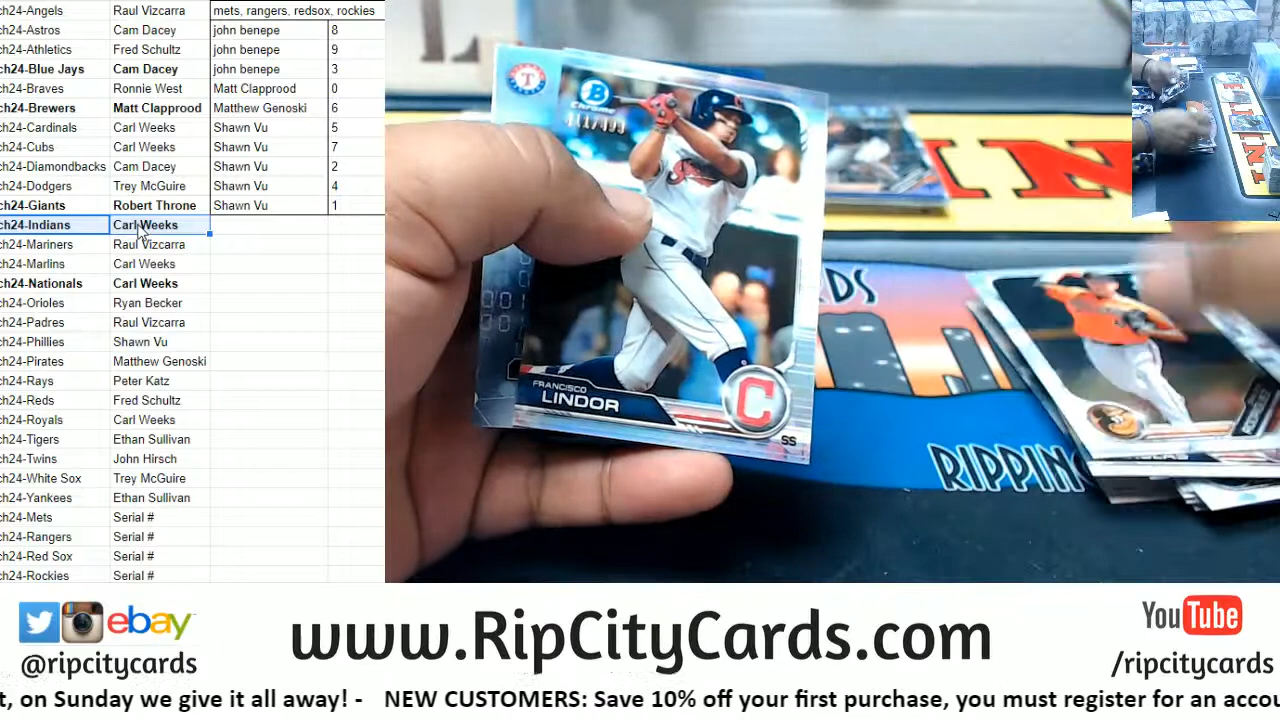 ch24-Angels Raul Vizcarra mets, rangers, redsox, rockies
ch24-Astros Cam Dacey john benepe 8
ch24-Athletics Fred Schultz john benepe 9
ch24-Blue Jays Cam Dacey john benepe 3
ch24-Braves Ronnie West Matt Clapprood 0
ch24-Brewers Matt Clapprood Matthew Genoski 6
ch24-Cardinals Carl Weeks Shawn Vu 5
ch24-Cubs Carl Weeks Shawn Vu 7
ch24-Diamondbacks Cam Dacey Shawn Vu 2
ch24-Dodgers Trey McGuire Shawn Vu 4
ch24-Giants Robert Throne Shawn Vu 1
ch24-Indians Carl Weeks
ch24-Mariners Raul Vizcarra
ch24-Marlins Carl Weeks
ch24-Nationals Carl Weeks
ch24-Orioles Ryan Becker
ch24-Padres Raul Vizcarra
ch24-Phillies Shawn Vu
ch24-Pirates Matthew Genoski
ch24-Rays Peter Katz
ch24-Reds Fred Schultz
ch24-Royals Carl Weeks
ch24-Tigers Ethan Sullivan
ch24-Twins John Hirsch
ch24-White Sox Trey McGuire
ch24-Yankees Ethan Sullivan
ch24-Mets Serial #
ch24-Rangers Serial #
ch24-Red Sox Serial #
ch24-Rockies Serial #
T
B
CHROME
FRANCISCO
LINDOR
C
SS
IN
RDS
RIPPIN
ebay
@ripcitycards
www.RipCityCards.com
YouTube
/ripcitycards
t, on Sunday we give it all away! - NEW CUSTOMERS: Save 10% off your first purchase, you must register for an accou